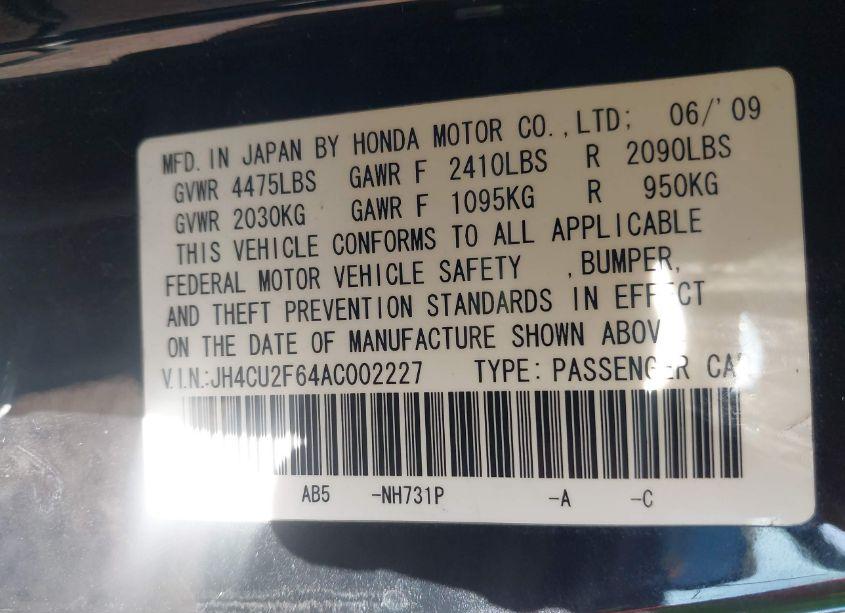 MFD. IN JAPAN BY HONDA MOTOR CO., LTD; 06/'09
GVWR 4475LBS GAWR F 2410LBS R 2090LBS
GVWR 2030KG GAWR F 1095KG R 950KG
THIS VEHICLE CONFORMS TO ALL APPLICABLE
FEDERAL MOTOR VEHICLE SAFETY , BUMPER,
AND THEFT PREVENTION STANDARDS IN EFFECT
ON THE DATE OF MANUFACTURE SHOWN ABOV
V.I.N.:JH4CU2F64AC002227 TYPE: PASSENGER CAR
AB5 -NH731P -A -C